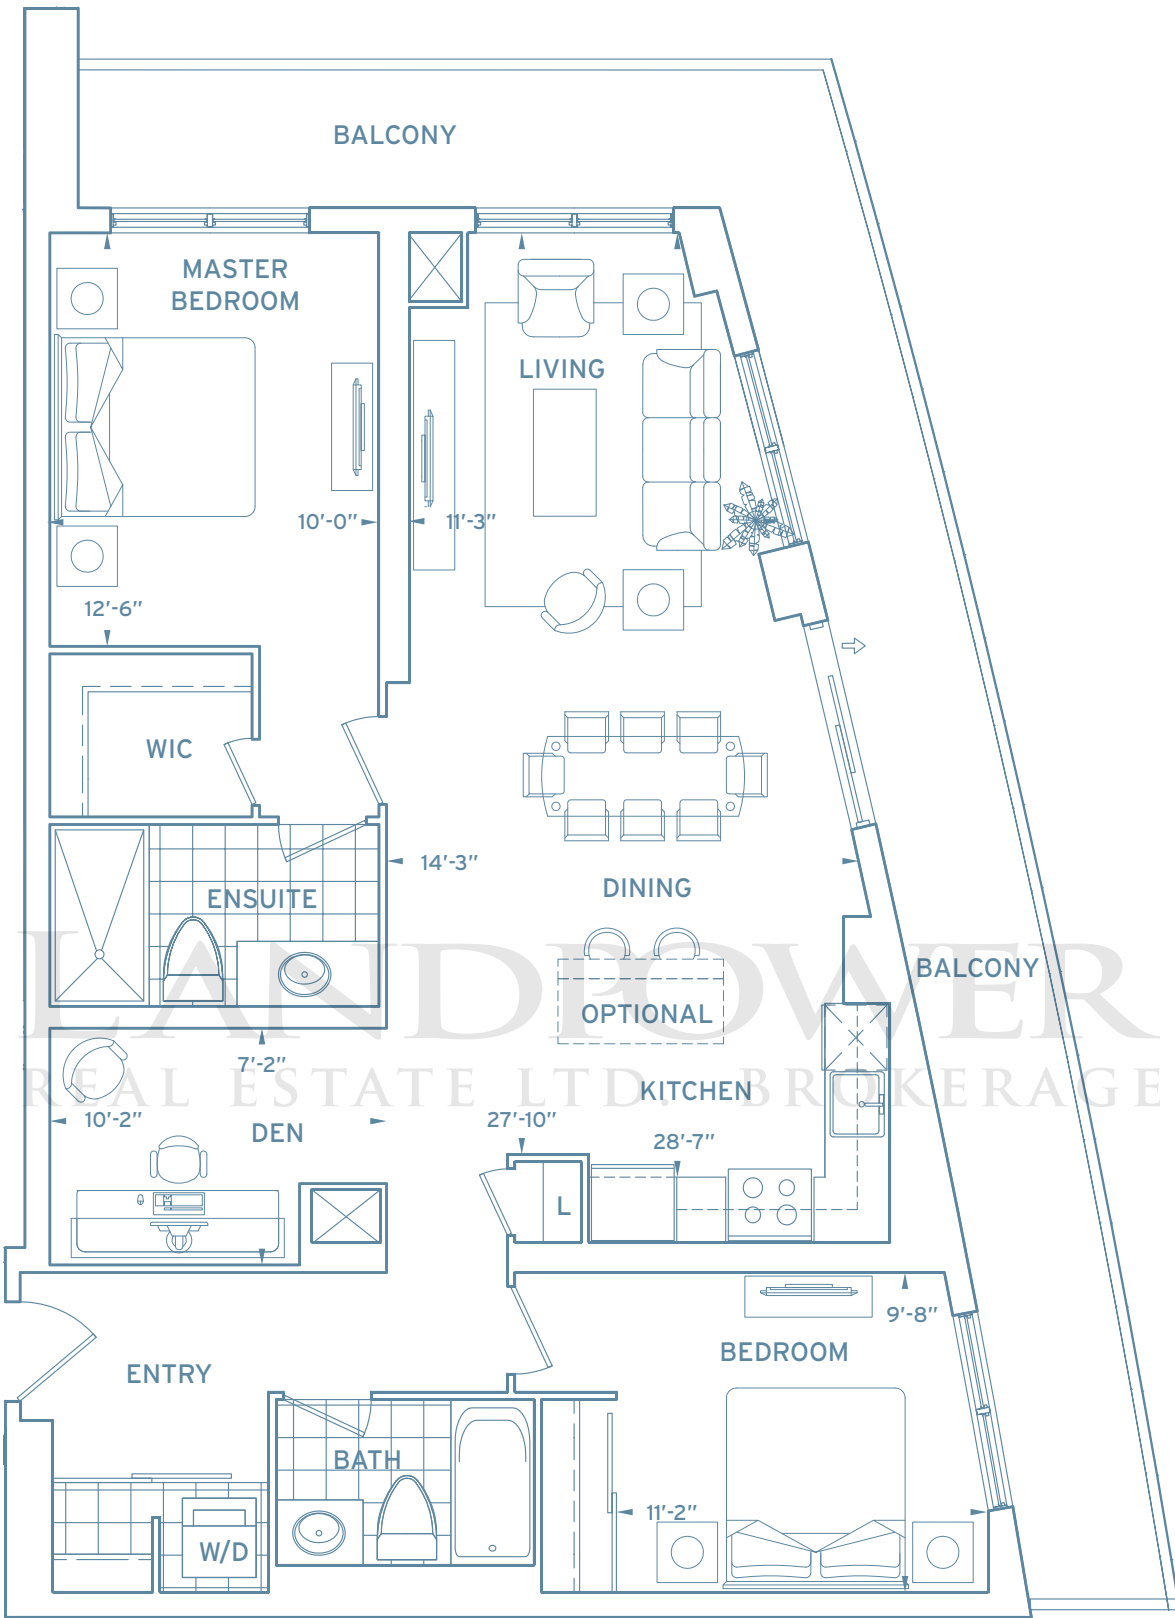 BALCONY
MASTER
BEDROOM
LIVING
10'-0"
11'-3"
12'-6"
WIC
14'-3"
DINING
ENSUITE
LANDPOWER
BALCONY
OPTIONAL
7'-2"
REAL ESTATE LTD. BROKERAGE
KITCHEN
10'-2"
DEN
27'-10"
28'-7"
L
9'-8"
BEDROOM
ENTRY
BATH
11'-2"
W/D